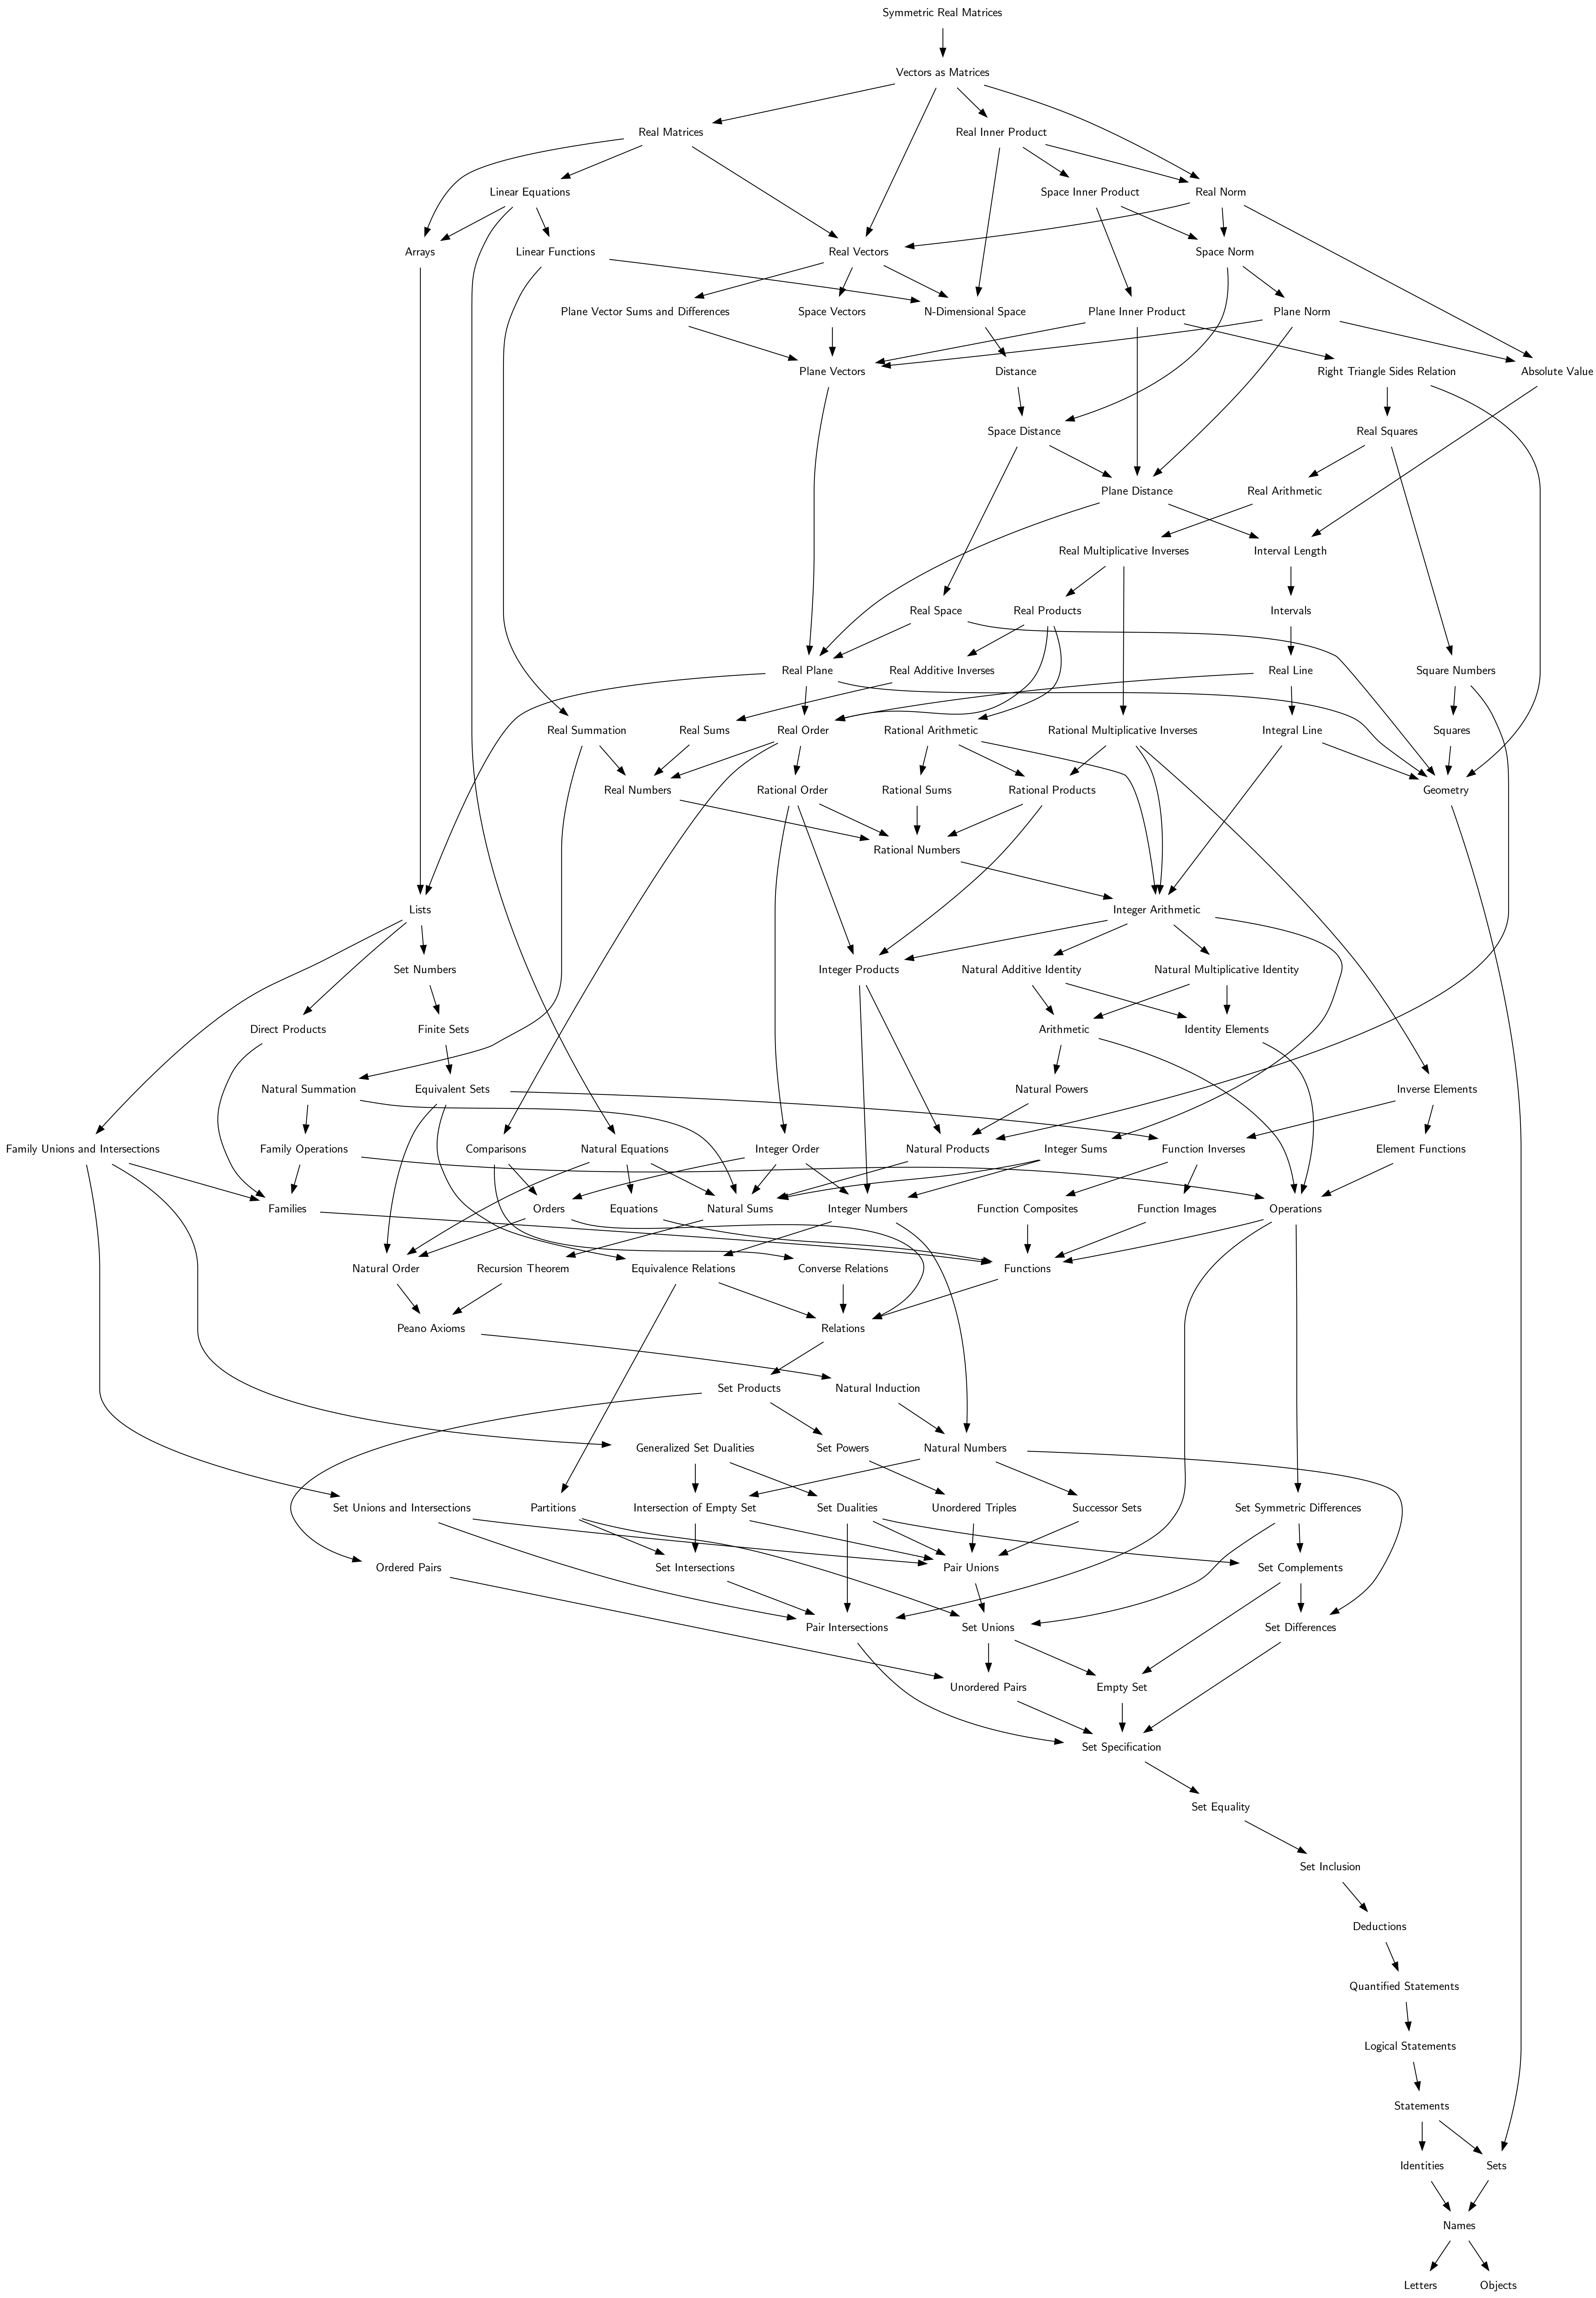 Symmetric Real Matrices
Vectors as Matrices
Real Matrices
Real Inner Product
Linear Equations
Space Inner Product
Real Norm
Arrays
Linear Functions
Real Vectors
Space Norm
Plane Vector Sums and Differences
Space Vectors
N-Dimensional Space
Plane Inner Product
Plane Norm
Plane Vectors
Distance
Right Triangle Sides Relation
Absolute Value
Space Distance
Real Squares
Plane Distance
Real Arithmetic
Real Multiplicative Inverses
Interval Length
Real Space
Real Products
Intervals
Real Plane
Real Additive Inverses
Real Line
Square Numbers
Real Summation
Real Sums
Real Order
Rational Arithmetic
Rational Multiplicative Inverses
Integral Line
Squares
Real Numbers
Rational Order
Rational Sums
Rational Products
Geometry
Rational Numbers
Lists
Integer Arithmetic
Set Numbers
Integer Products
Natural Additive Identity
Natural Multiplicative Identity
Direct Products
Finite Sets
Arithmetic
Identity Elements
Natural Summation
Equivalent Sets
Natural Powers
Inverse Elements
Family Unions and Intersections
Family Operations
Comparisons
Natural Equations
Integer Order
Natural Products
Integer Sums
Function Inverses
Element Functions
Families
Orders
Equations
Natural Sums
Integer Numbers
Function Composites
Function Images
Operations
Natural Order
Recursion Theorem
Equivalence Relations
Converse Relations
Functions
Peano Axioms
Relations
Set Products
Natural Induction
Generalized Set Dualities
Set Powers
Natural Numbers
Set Unions and Intersections
Partitions
Intersection of Empty Set
Set Dualities
Unordered Triples
Successor Sets
Set Symmetric Differences
Ordered Pairs
Set Intersections
Pair Unions
Set Complements
Pair Intersections
Set Unions
Set Differences
Unordered Pairs
Empty Set
Set Specification
Set Equality
Set Inclusion
Deductions
Quantified Statements
Logical Statements
Statements
Identities
Sets
Names
Letters
Objects